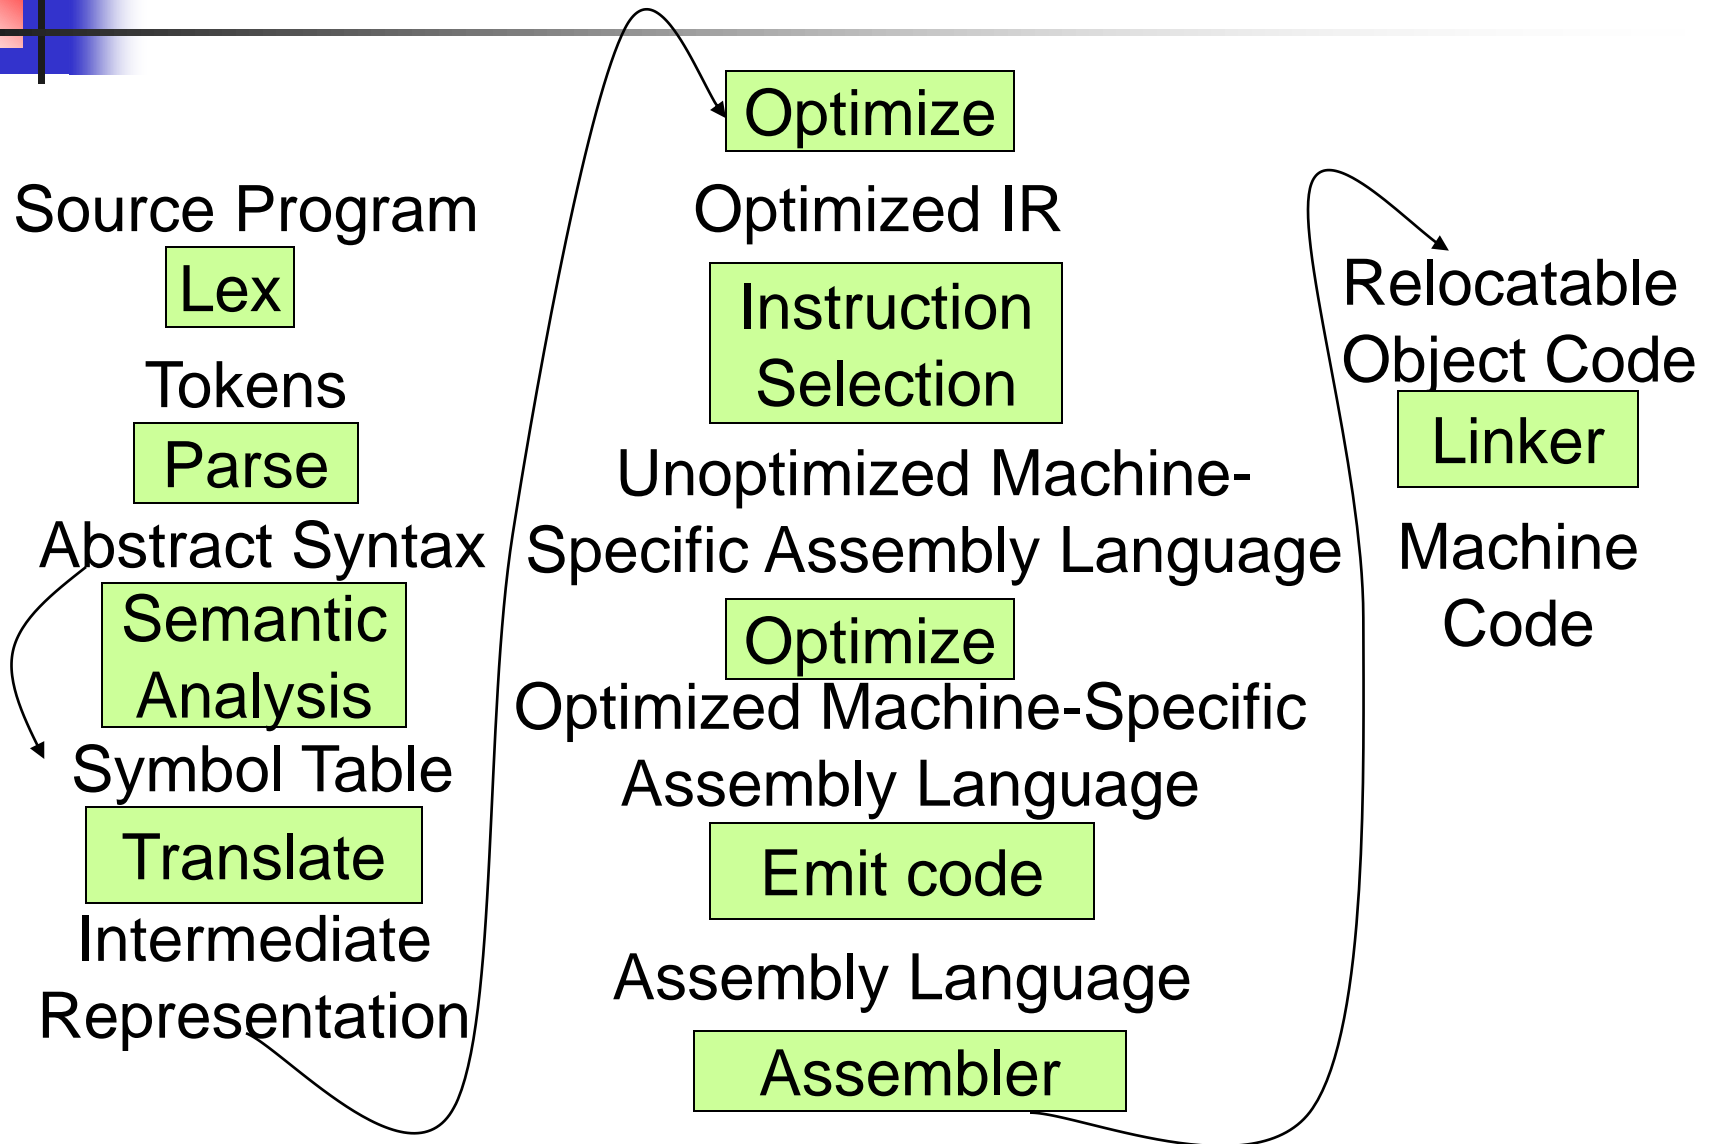 Source Program
Lex
Tokens
Parse
Abstract Syntax
Semantic
Analysis
Symbol Table
Translate
Intermediate
Representation
Optimize
Optimized IR
Instruction
Selection
Unoptimized Machine-
Specific Assembly Language
Optimize
Optimized Machine-Specific
Assembly Language
Emit code
Assembly Language
Assembler
Relocatable
Object Code
Linker
Machine
Code